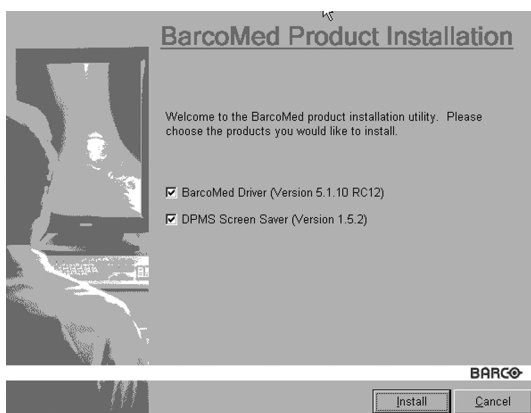 BarcoMed Product Installation
Welcome to the BarcoMed product installation utility. Please
choose the products you would like to install.
BarcoMed Driver (Version 5.1.10 RC12)
DPMS Screen Saver (Version 1.5.2)
BARCO
Install
Cancel